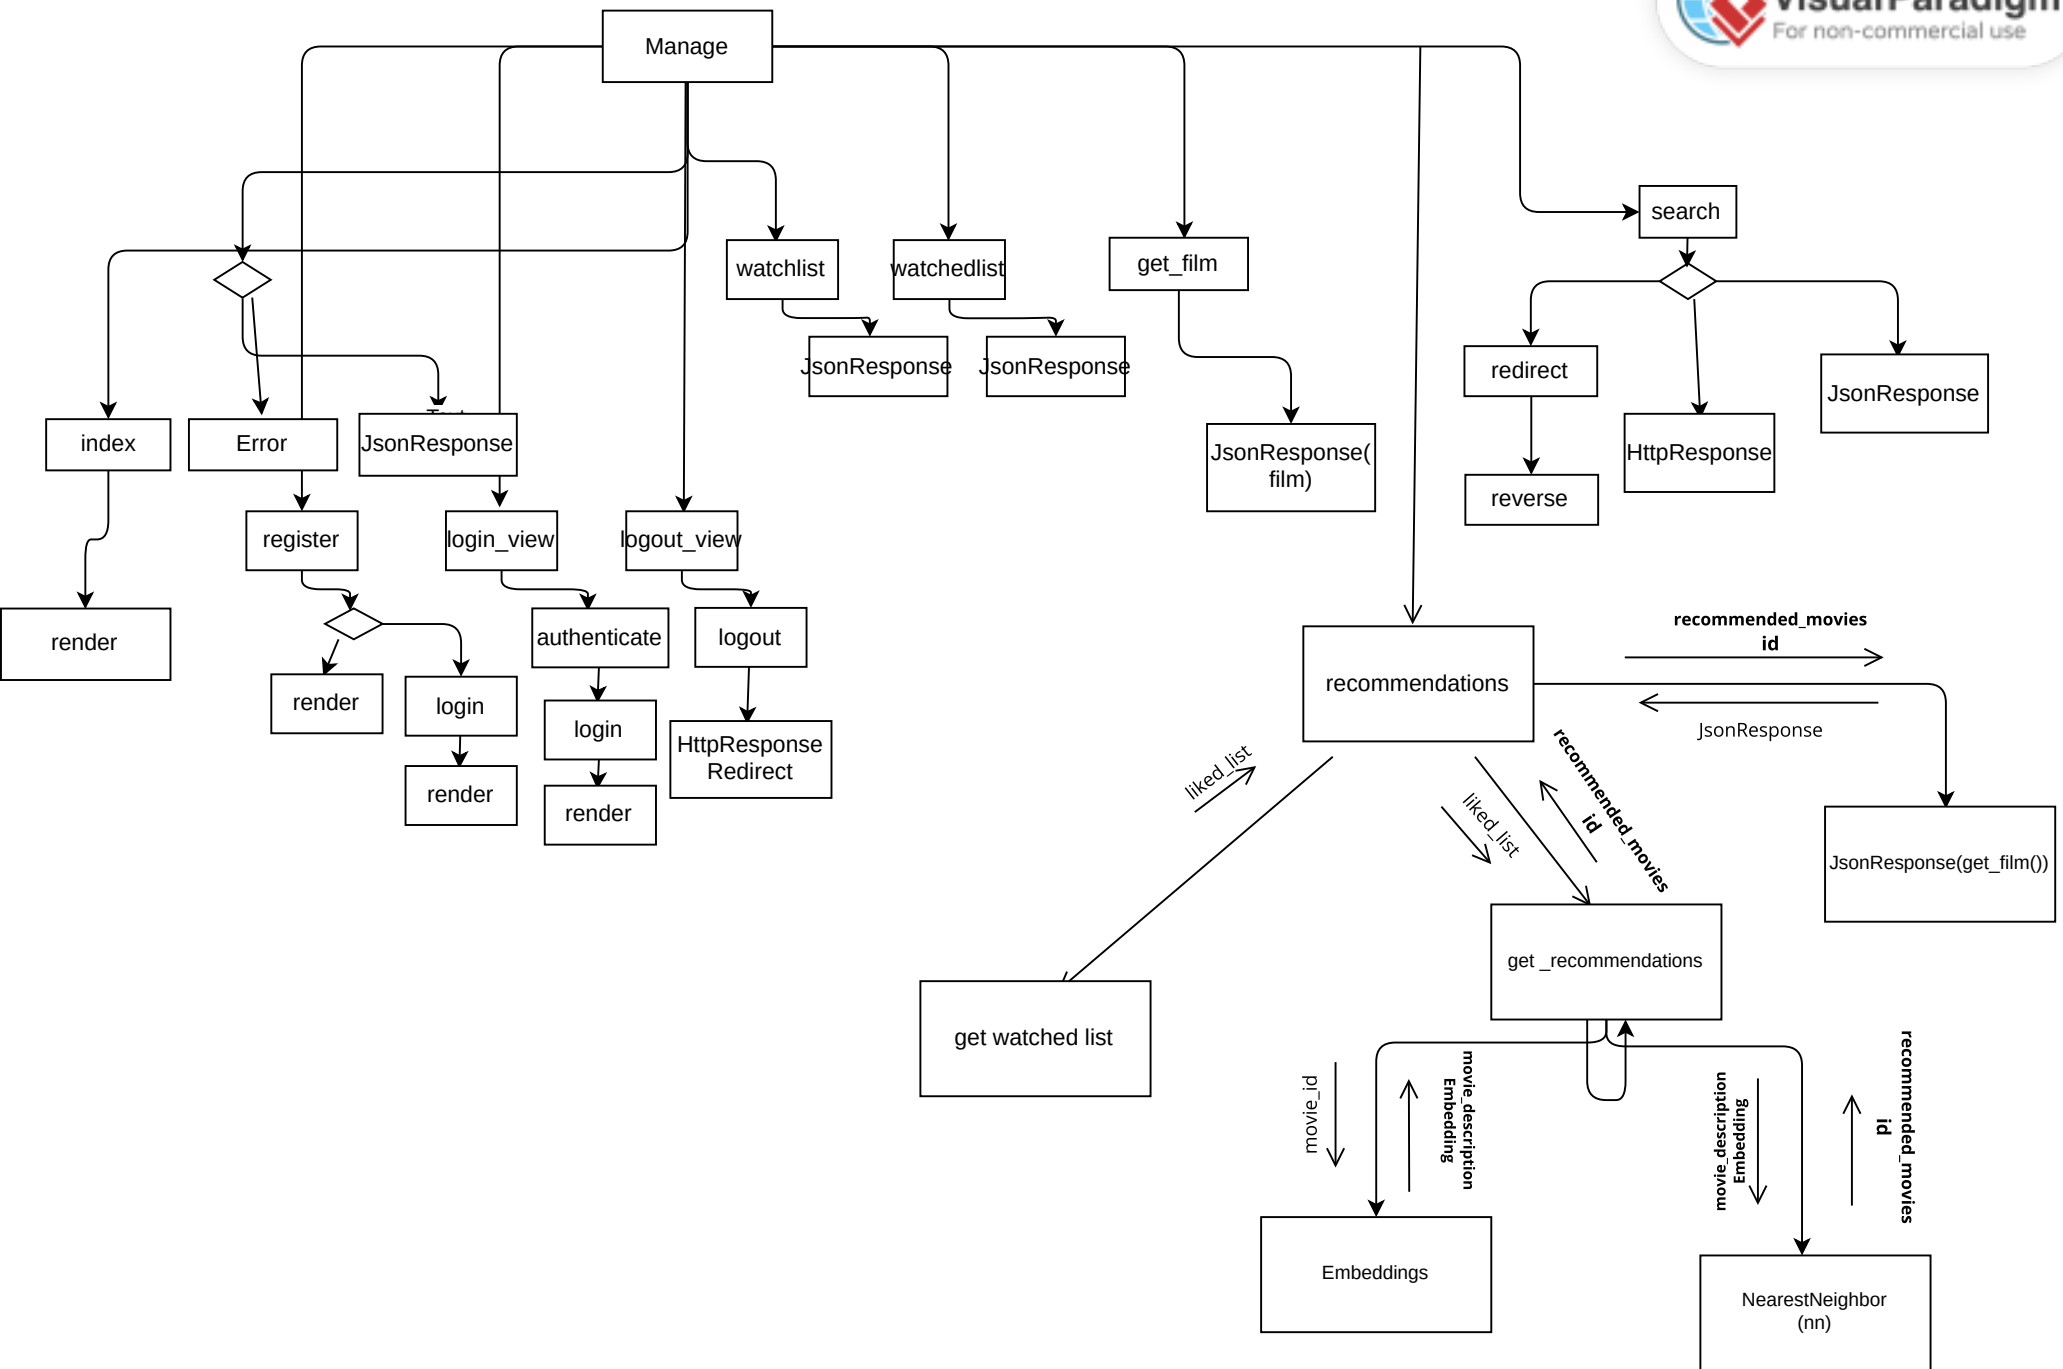 VisualParadigm
For non-commercial use
Manage
search
watchlist
watchedlist
get_film
redirect
JsonResponse
JsonResponse
JsonResponse
index
Error
JsonResponse
JsonResponse(
film)
HttpResponse
reverse
register
login_view
logout_view
render
authenticate
logout
recommended_movies
id
recommendations
JsonResponse
render
login
login
HttpResponse
Redirect
render
render
liked_list
liked_list
recommended_movies
id
JsonResponse(get_film())
get _recommendations
get watched list
movie_id
movie_description
Embedding
movie_description
Embedding
recommended_movies
id
Embeddings
NearestNeighbor
(nn)